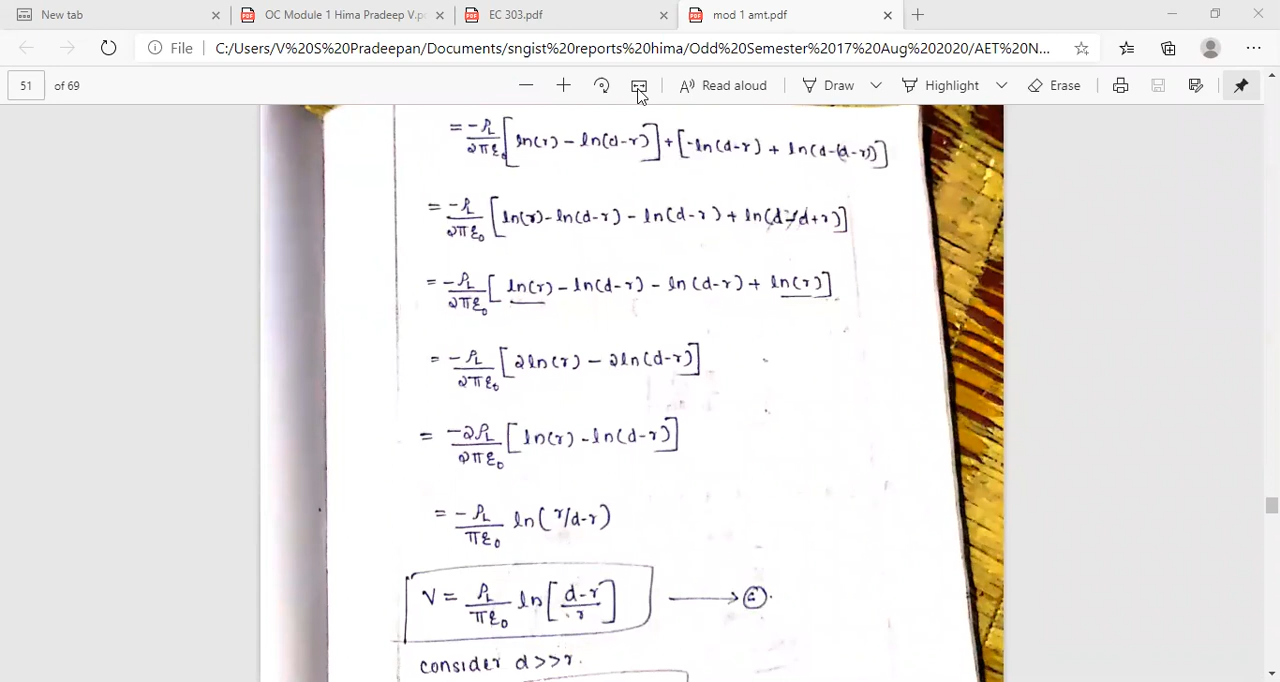 New tab
OC Module 1 Hima Pradeep V.p
EC 303.pdf
mod 1 amt.pdf
File
C:/Users/V%20S%20Pradeepan/Documents/sngist%20reports%20hima/Odd%20Semester%2017%20Aug%202020/AET%20N...
51 of 69
Read aloud
Draw
Highlight
Erase
= -ρL/2πε0 [ln(r) - ln(d-r)] + [-ln(d-r) + ln(d-(d-r))]
= -ρL/2πε0 [ln(r) - ln(d-r) - ln(d-r) + ln(d-d+r)]
= -ρL/2πε0 [ln(r) - ln(d-r) - ln(d-r) + ln(r)]
= -ρL/2πε0 [2ln(r) - 2ln(d-r)]
= -2ρL/2πε0 [ln(r) - ln(d-r)]
= -ρL/πε0 ln(r/d-r)
V = ρL/πε0 ln[d-r/r]
consider d>>r.